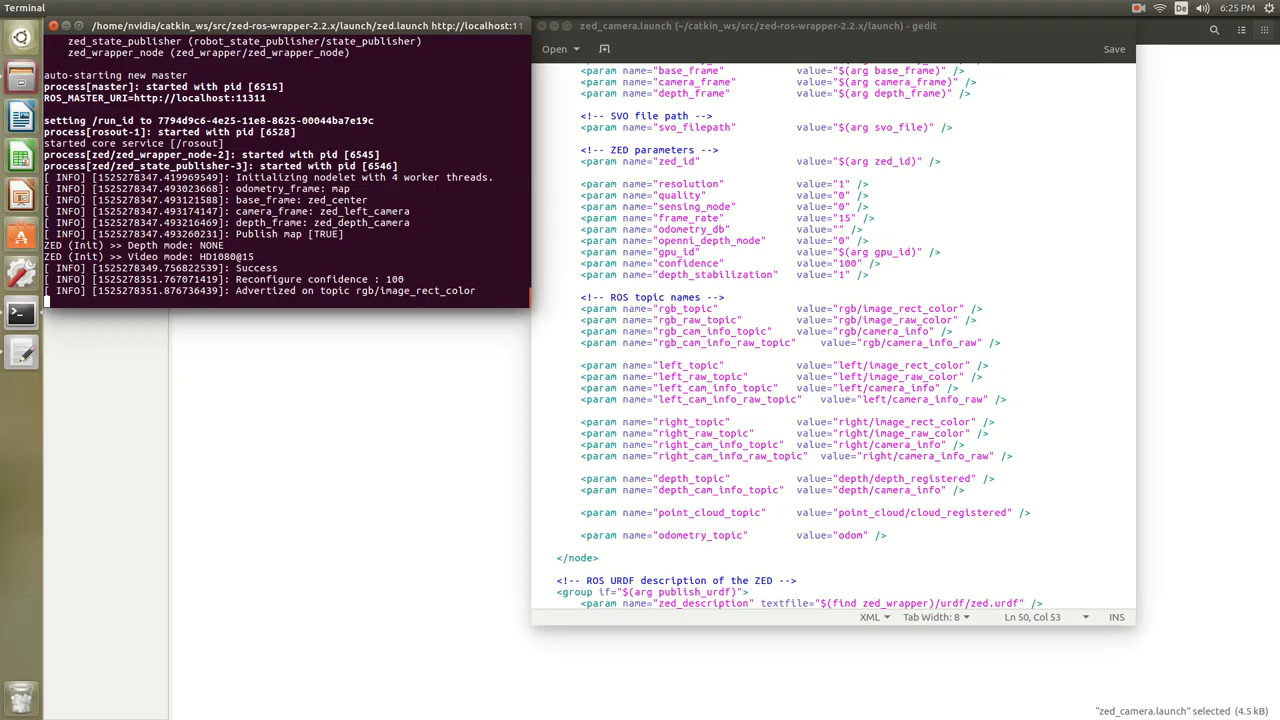 Terminal
De
6:25 PM
/home/nvidia/catkin_ws/src/zed-ros-wrapper-2.2.x/launch/zed.launch http://localhost:11
zed_state_publisher (robot_state_publisher/state_publisher)
zed_wrapper_node (zed_wrapper/zed_wrapper_node)
auto-starting new master
process[master]: started with pid [6515]
ROS_MASTER_URI=http://localhost:11311
setting /run_id to 7794d9c6-4e25-11e8-8625-00044ba7e19c
process[rosout-1]: started with pid [6528]
started core service [/rosout]
process[zed/zed_wrapper_node-2]: started with pid [6545]
process[zed/zed_state_publisher-3]: started with pid [6546]
[ INFO] [1525278347.419969549]: Initializing nodelet with 4 worker threads.
[ INFO] [1525278347.493023668]: odometry_frame: map
[ INFO] [1525278347.493121588]: base_frame: zed_center
[ INFO] [1525278347.493174147]: camera_frame: zed_left_camera
[ INFO] [1525278347.493216469]: depth_frame: zed_depth_camera
[ INFO] [1525278347.493260231]: Publish map [TRUE]
ZED (Init) >> Depth mode: NONE
ZED (Init) >> Video mode: HD1080@15
[ INFO] [1525278349.756822539]: Success
[ INFO] [1525278351.767071419]: Reconfigure confidence : 100
[ INFO] [1525278351.876736439]: Advertized on topic rgb/image_rect_color
zed_camera.launch (~/catkin_ws/src/zed-ros-wrapper-2.2.x/launch) - gedit
Open
Save
<param name="base_frame" value="$(arg base_frame)" />
<param name="camera_frame" value="$(arg camera_frame)" />
<param name="depth_frame" value="$(arg depth_frame)" />
<!-- SVO file path -->
<param name="svo_filepath" value="$(arg svo_file)" />
<!-- ZED parameters -->
<param name="zed_id" value="$(arg zed_id)" />
<param name="resolution" value="1" />
<param name="quality" value="0" />
<param name="sensing_mode" value="0" />
<param name="frame_rate" value="15" />
<param name="odometry_db" value="" />
<param name="openni_depth_mode" value="0" />
<param name="gpu_id" value="$(arg gpu_id)" />
<param name="confidence" value="100" />
<param name="depth_stabilization" value="1" />
<!-- ROS topic names -->
<param name="rgb_topic" value="rgb/image_rect_color" />
<param name="rgb_raw_topic" value="rgb/image_raw_color" />
<param name="rgb_cam_info_topic" value="rgb/camera_info" />
<param name="rgb_cam_info_raw_topic" value="rgb/camera_info_raw" />
<param name="left_topic" value="left/image_rect_color" />
<param name="left_raw_topic" value="left/image_raw_color" />
<param name="left_cam_info_topic" value="left/camera_info" />
<param name="left_cam_info_raw_topic" value="left/camera_info_raw" />
<param name="right_topic" value="right/image_rect_color" />
<param name="right_raw_topic" value="right/image_raw_color" />
<param name="right_cam_info_topic" value="right/camera_info" />
<param name="right_cam_info_raw_topic" value="right/camera_info_raw" />
<param name="depth_topic" value="depth/depth_registered" />
<param name="depth_cam_info_topic" value="depth/camera_info" />
<param name="point_cloud_topic" value="point_cloud/cloud_registered" />
<param name="odometry_topic" value="odom" />
</node>
<!-- ROS URDF description of the ZED -->
<group if="$(arg publish_urdf)">
<param name="zed_description" textfile="$(find zed_wrapper)/urdf/zed.urdf" />
XML
Tab Width: 8
Ln 50, Col 53
INS
"zed_camera.launch" selected (4.5 kB)